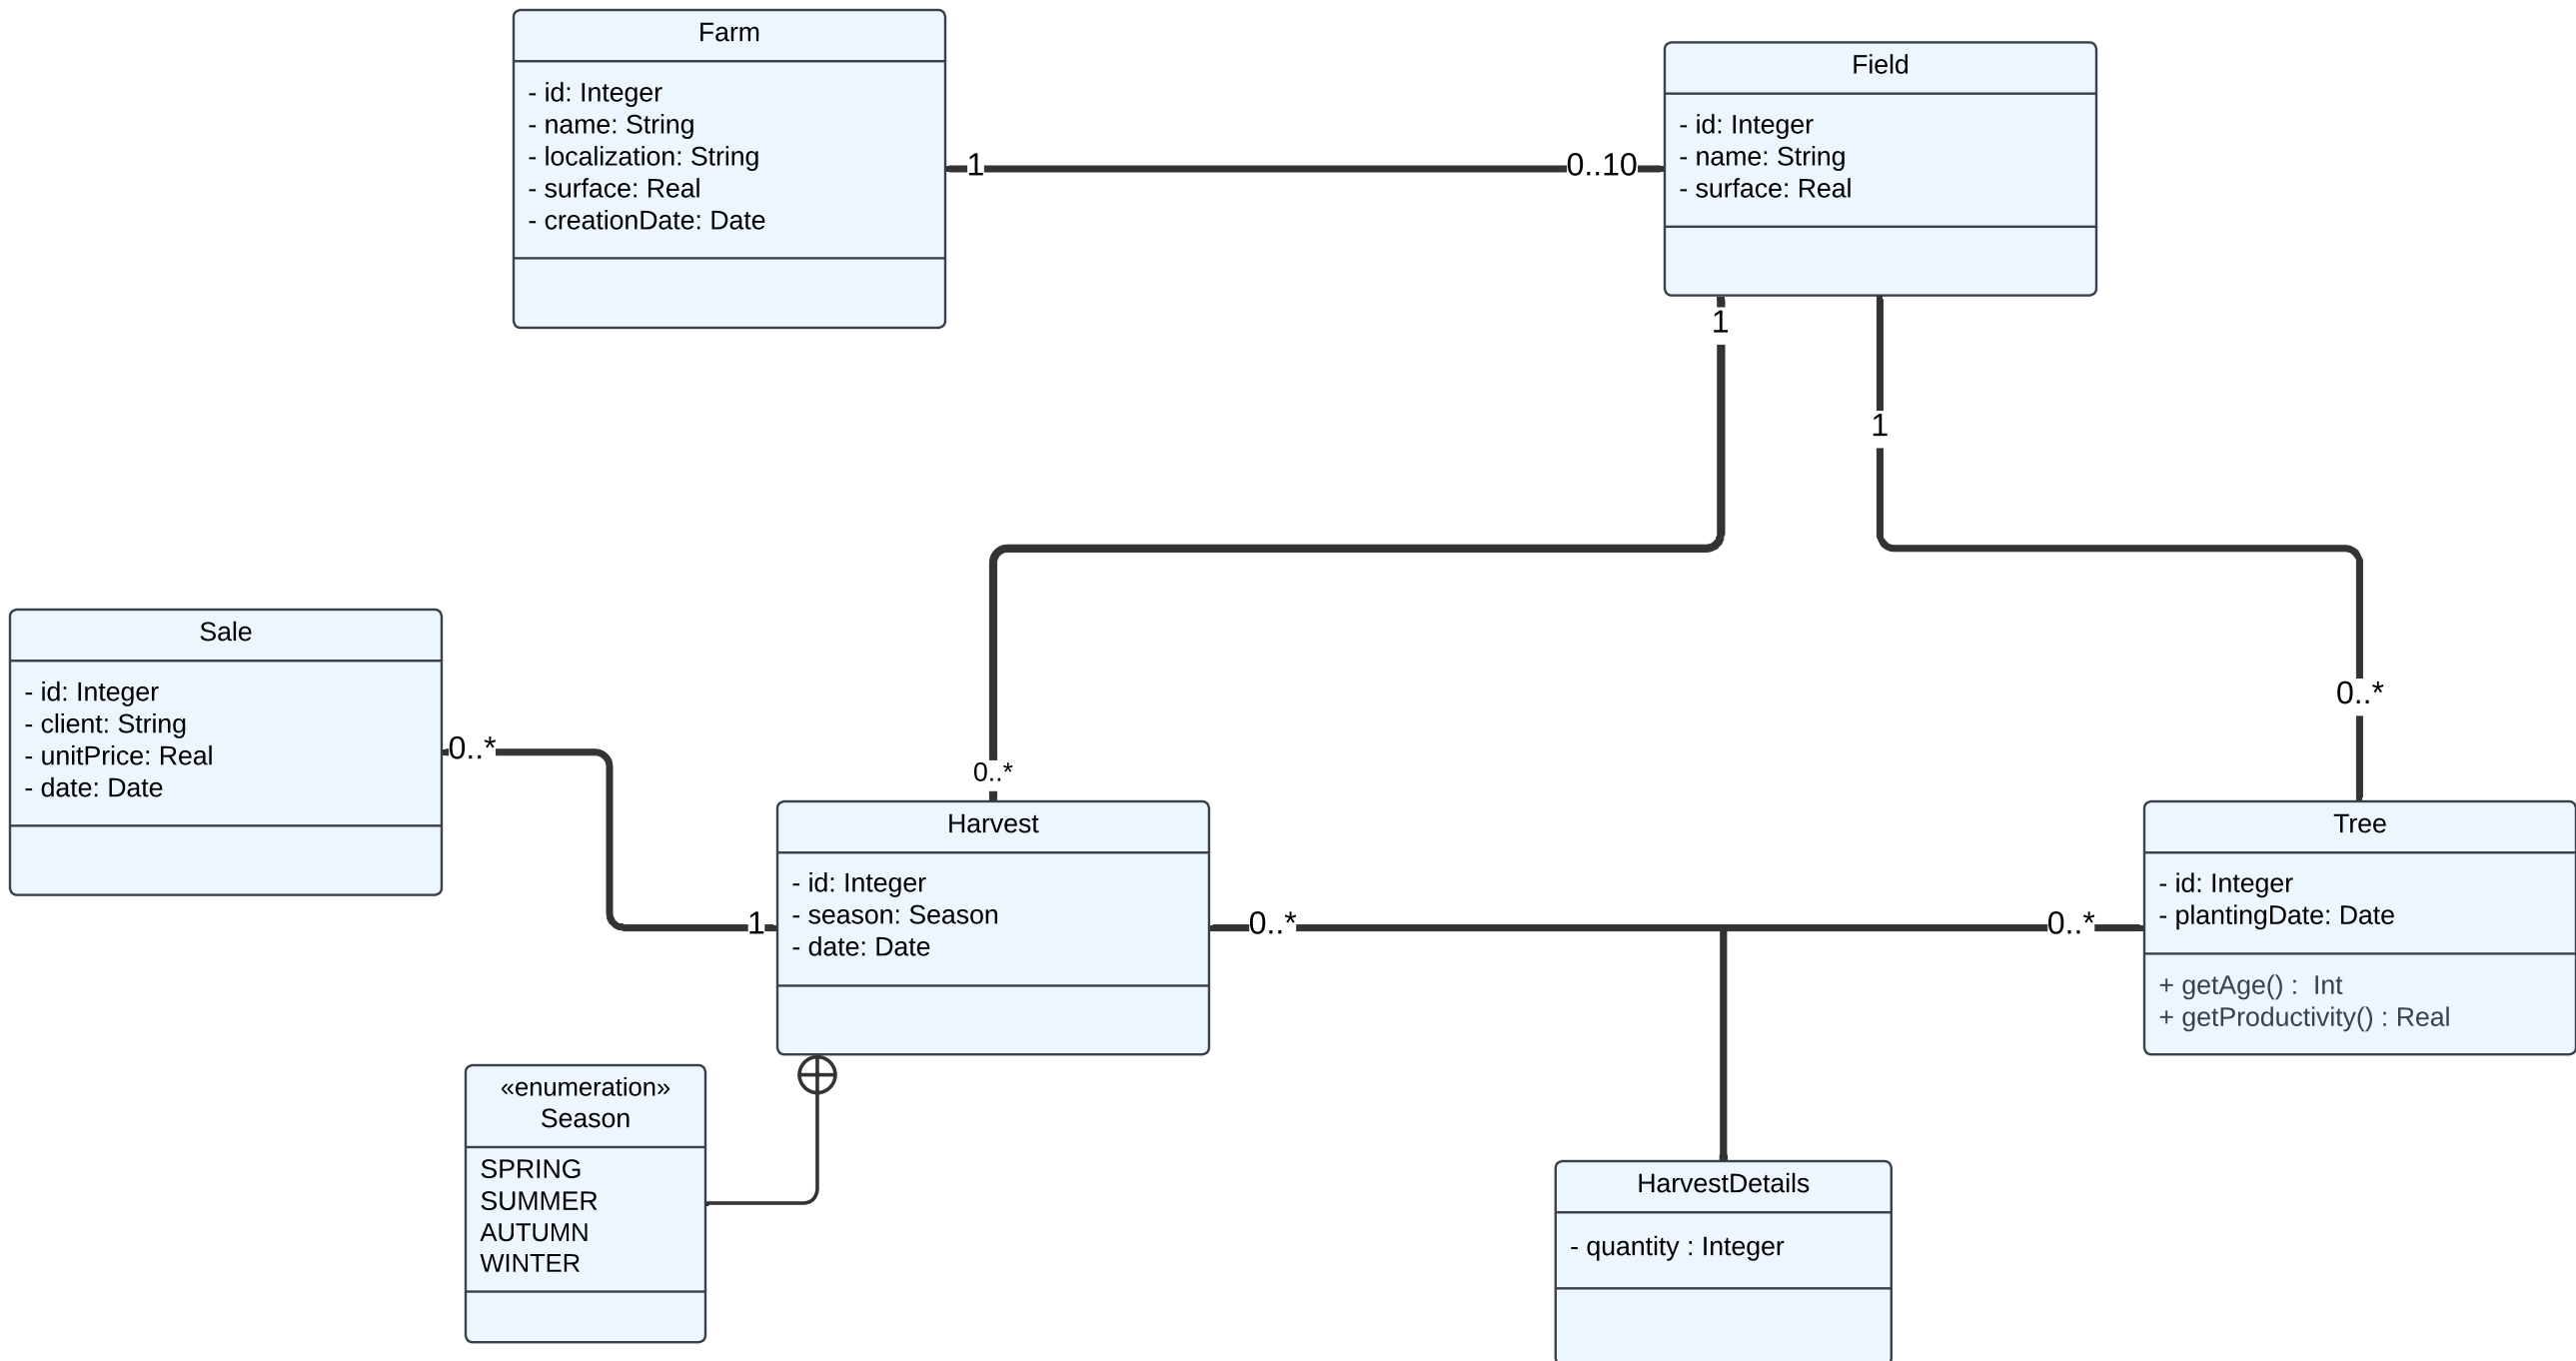 Farm
- id: Integer
- name: String
- localization: String
- surface: Real
- creationDate: Date
1
0..10
Field
- id: Integer
- name: String
- surface: Real
1
1
0..*
0..*
Sale
- id: Integer
- client: String
- unitPrice: Real
- date: Date
0..*
1
Harvest
- id: Integer
- season: Season
- date: Date
0..*
0..*
Tree
- id: Integer
- plantingDate: Date
+ getAge() :  Int
+ getProductivity() : Real
«enumeration»
Season
SPRING
SUMMER
AUTUMN
WINTER
HarvestDetails
- quantity : Integer